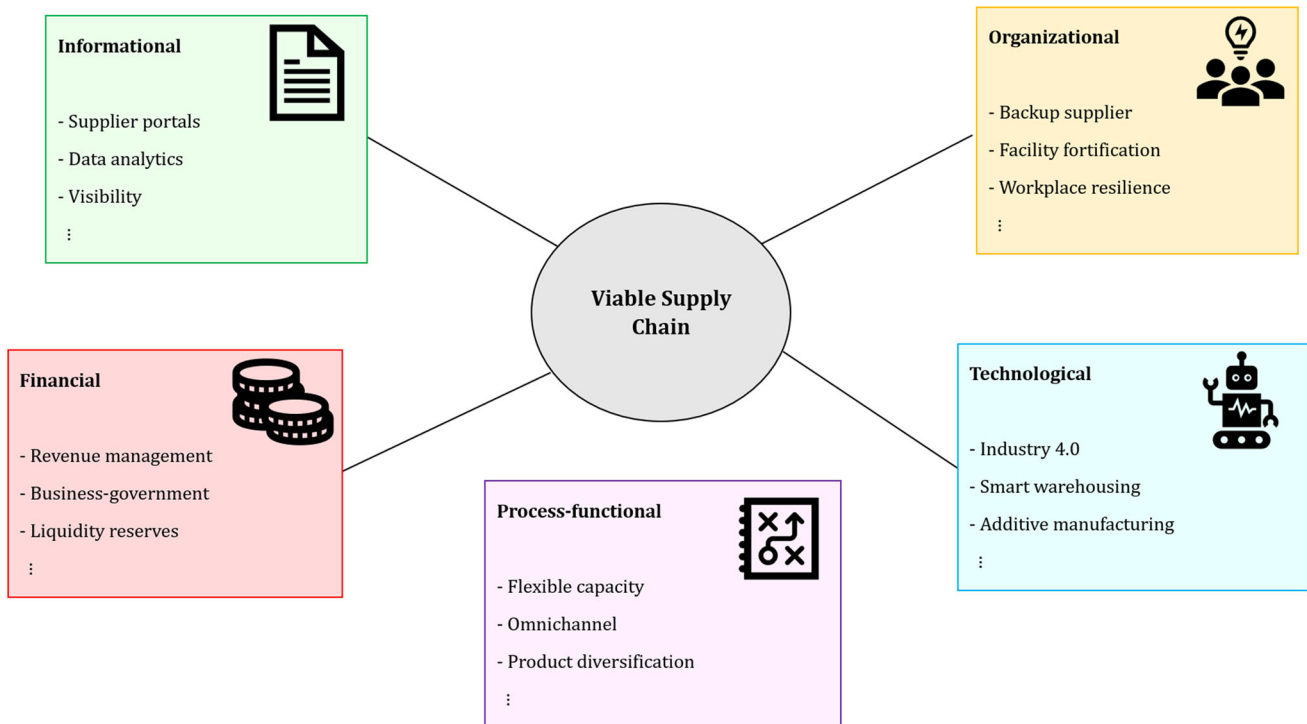 Informational
- Supplier portals
- Data analytics
- Visibility
⋮
Organizational
- Backup supplier
- Facility fortification
- Workplace resilience
⋮
Viable Supply
Chain
Financial
- Revenue management
- Business-government
- Liquidity reserves
⋮
Process-functional
- Flexible capacity
- Omnichannel
- Product diversification
⋮
Technological
- Industry 4.0
- Smart warehousing
- Additive manufacturing
⋮